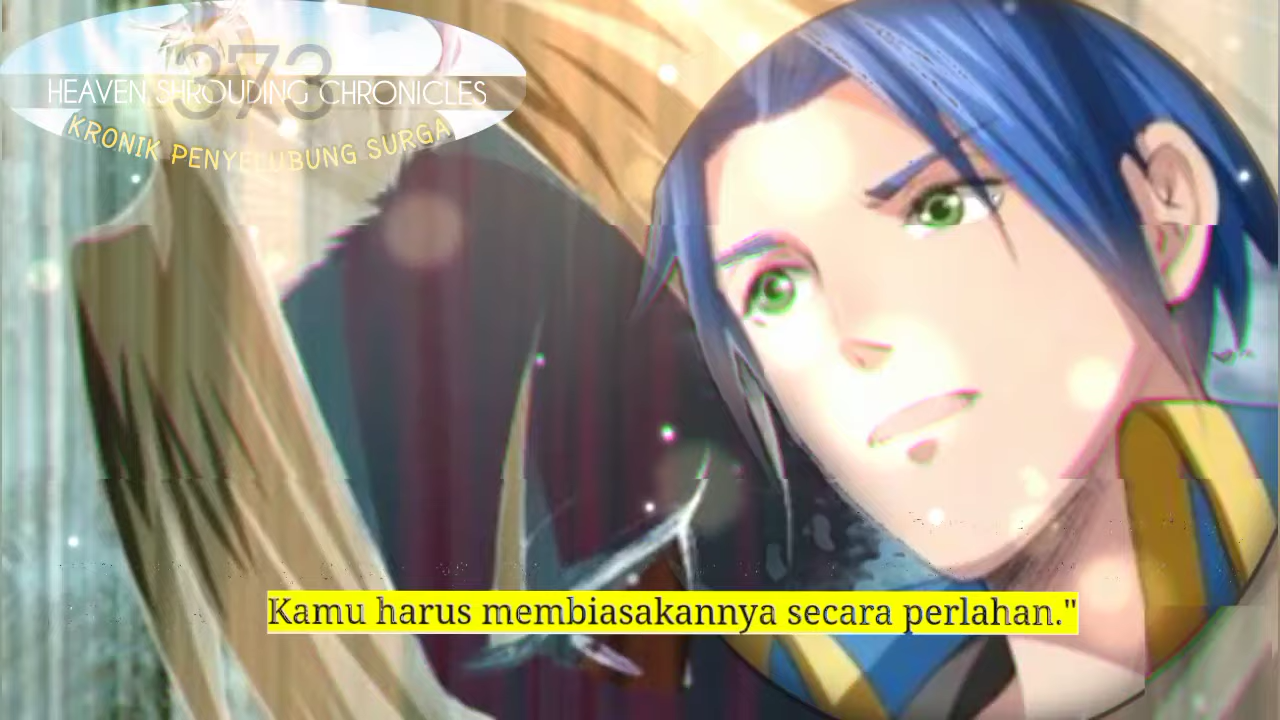 373
HEAVEN SHROUDING CHRONICLES
KRONIK PENYELUBUNG SURGA
Kamu harus membiasakannya secara perlahan."